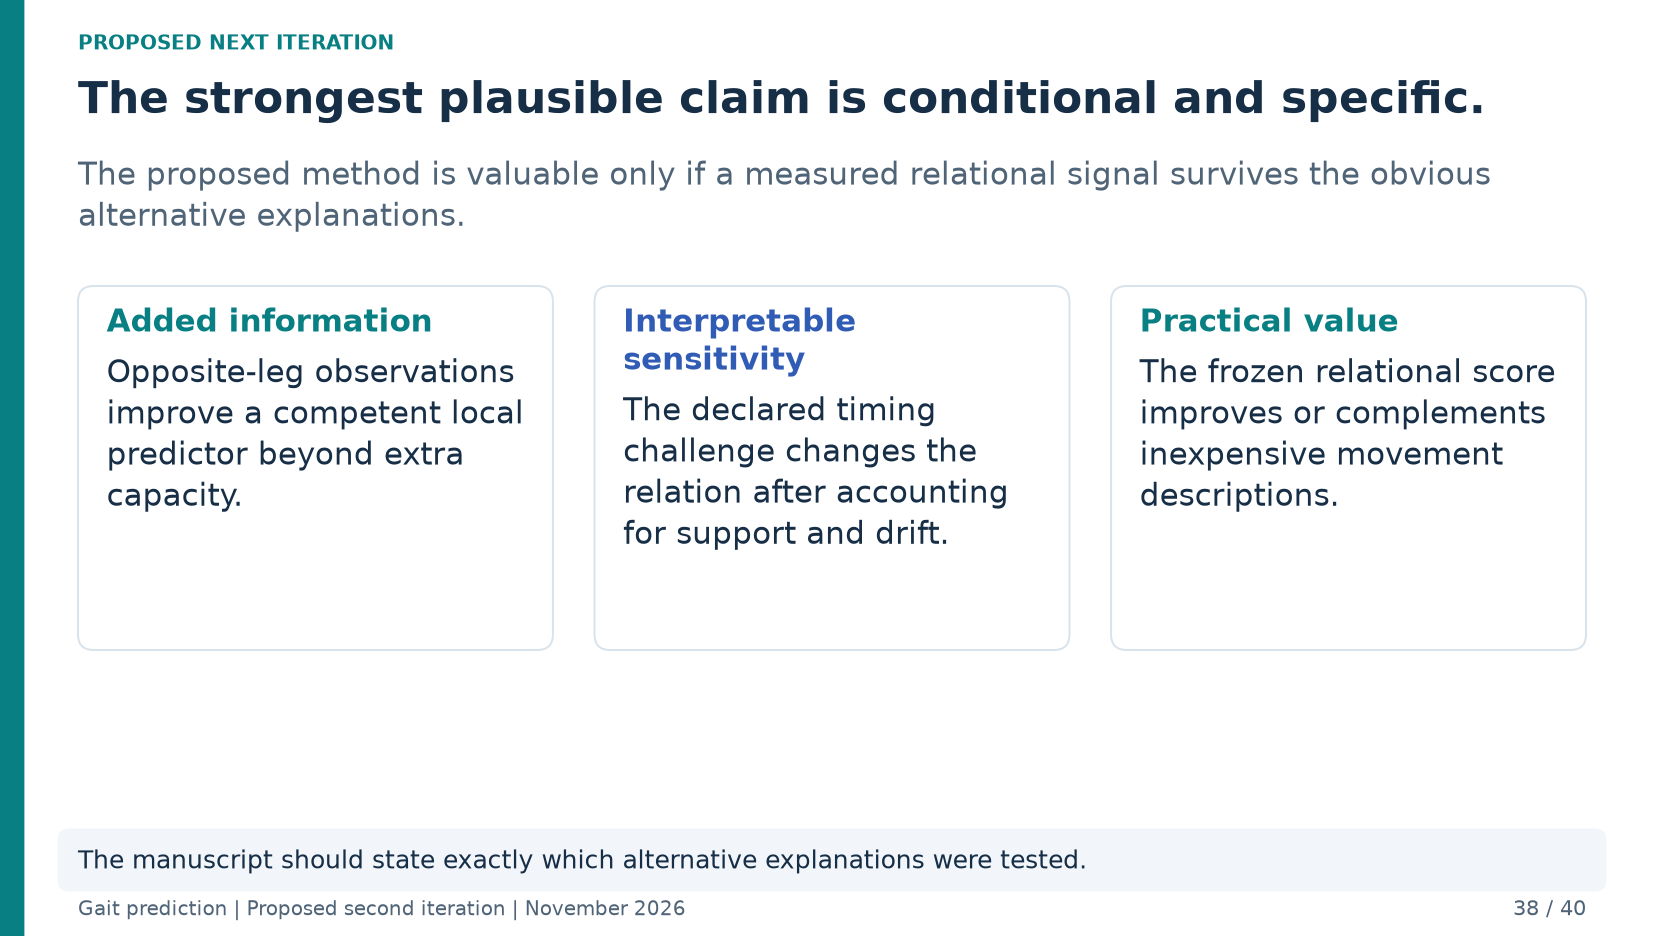 PROPOSED NEXT ITERATION
The strongest plausible claim is conditional and specific.
The proposed method is valuable only if a measured relational signal survives the obvious
alternative explanations.
Added information
Opposite-leg observations
improve a competent local
predictor beyond extra
capacity.
Interpretable
sensitivity
The declared timing
challenge changes the
relation after accounting
for support and drift.
Practical value
The frozen relational score
improves or complements
inexpensive movement
descriptions.
The manuscript should state exactly which alternative explanations were tested.
Gait prediction | Proposed second iteration | November 2026
38 / 40